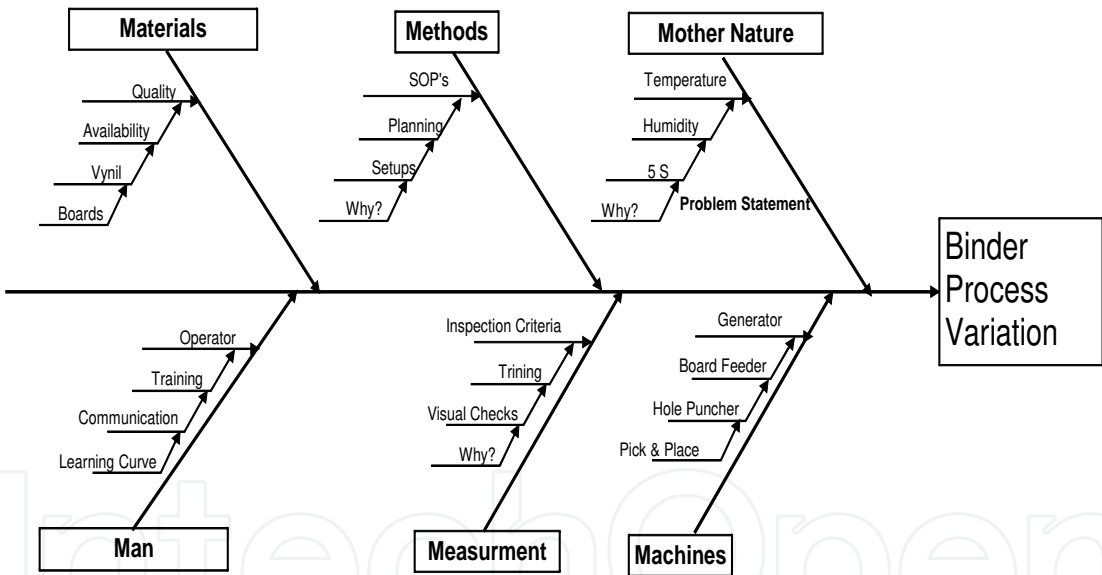 Materials
Methods
Mother Nature
Quality
Availability
Vynil
Boards
SOP's
Planning
Setups
Why?
Temperature
Humidity
5 S
Why?
Problem Statement
Binder
Process
Variation
Operator
Training
Communication
Learning Curve
Inspection Criteria
Trining
Visual Checks
Why?
Generator
Board Feeder
Hole Puncher
Pick & Place
Man
Measurment
Machines
IntechOpen